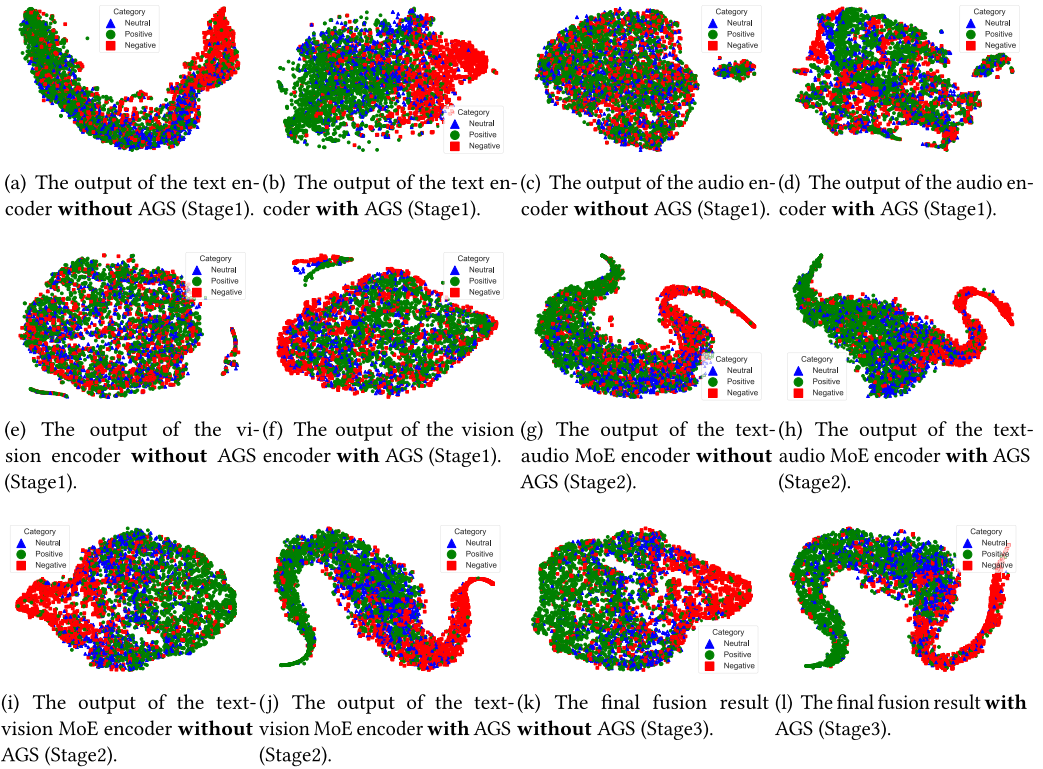 Category
Neutral
Positive
Negative
Category
Neutral
Positive
Negative
Category
Neutral
Positive
Negative
Category
Neutral
Positive
Negative
(a) The output of the text en-
coder without AGS (Stage1).
(b) The output of the text en-
coder with AGS (Stage1).
(c) The output of the audio en-
coder without AGS (Stage1).
(d) The output of the audio en-
coder with AGS (Stage1).
Category
Neutral
Positive
Negative
Category
Neutral
Positive
Negative
Category
Neutral
Positive
Negative
Category
Neutral
Positive
Negative
(e) The output of the vi-
sion encoder without AGS
(Stage1).
(f) The output of the vision
encoder with AGS (Stage1).
(g) The output of the text-
audio MoE encoder without
AGS (Stage2).
(h) The output of the text-
audio MoE encoder with AGS
(Stage2).
Category
Neutral
Positive
Negative
Category
Neutral
Positive
Negative
Category
Neutral
Positive
Negative
Category
Neutral
Positive
Negative
(i) The output of the text-
vision MoE encoder without
AGS (Stage2).
(j) The output of the text-
vision MoE encoder with AGS
(Stage2).
(k) The final fusion result
without AGS (Stage3).
(l) The final fusion result with
AGS (Stage3).